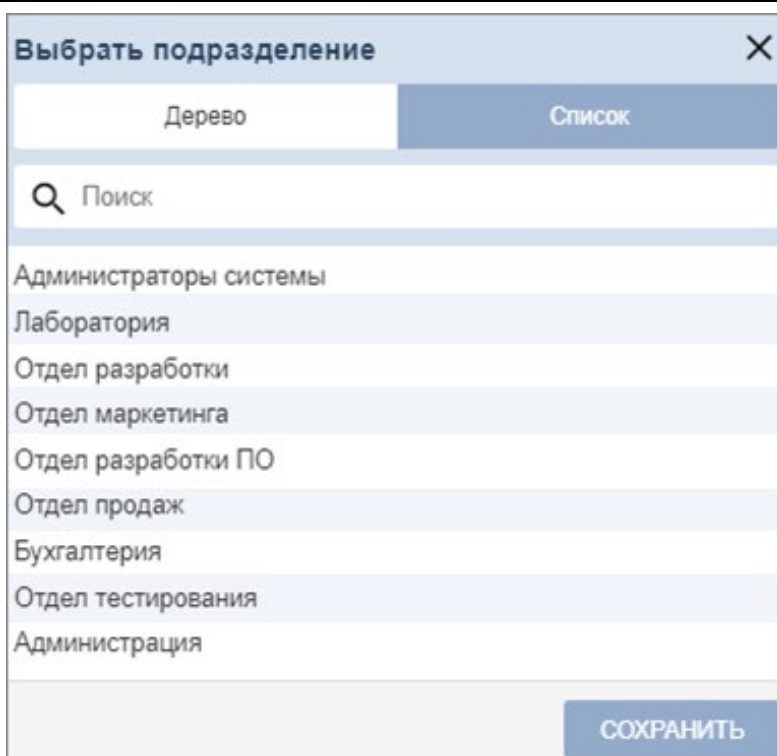 Выбрать подразделение
Дерево Список
Поиск
Администраторы системы
Лаборатория
Отдел разработки
Отдел маркетинга
Отдел разработки ПО
Отдел продаж
Бухгалтерия
Отдел тестирования
Администрация
СОХРАНИТЬ